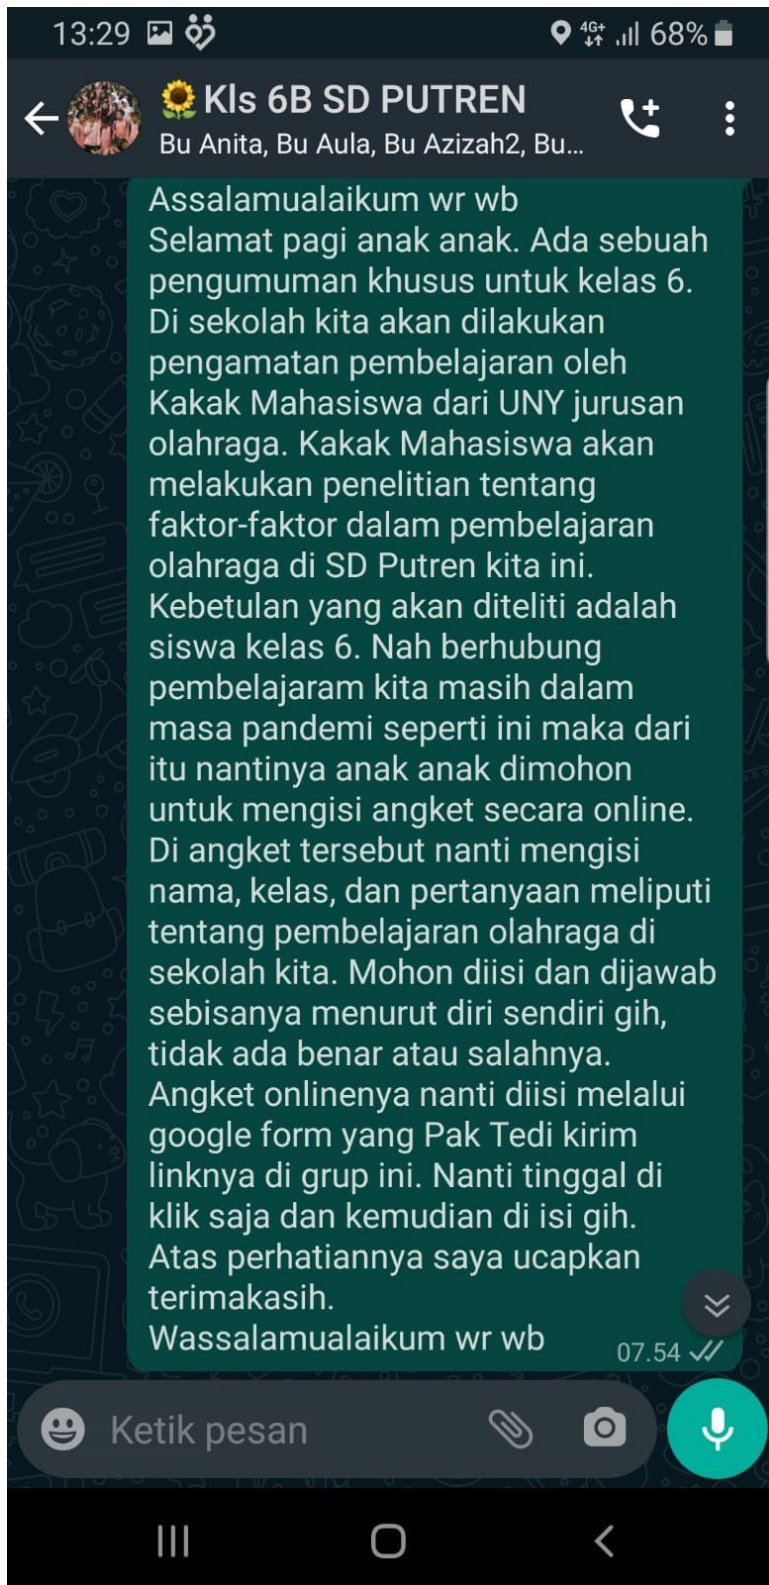 13:29
4G+ 68%
🌻Kls 6B SD PUTREN
Bu Anita, Bu Aula, Bu Azizah2, Bu...
Assalamualaikum wr wb
Selamat pagi anak anak. Ada sebuah
pengumuman khusus untuk kelas 6.
Di sekolah kita akan dilakukan
pengamatan pembelajaran oleh
Kakak Mahasiswa dari UNY jurusan
olahraga. Kakak Mahasiswa akan
melakukan penelitian tentang
faktor-faktor dalam pembelajaran
olahraga di SD Putren kita ini.
Kebetulan yang akan diteliti adalah
siswa kelas 6. Nah berhubung
pembelajaram kita masih dalam
masa pandemi seperti ini maka dari
itu nantinya anak anak dimohon
untuk mengisi angket secara online.
Di angket tersebut nanti mengisi
nama, kelas, dan pertanyaan meliputi
tentang pembelajaran olahraga di
sekolah kita. Mohon diisi dan dijawab
sebisanya menurut diri sendiri gih,
tidak ada benar atau salahnya.
Angket onlinenya nanti diisi melalui
google form yang Pak Tedi kirim
linknya di grup ini. Nanti tinggal di
klik saja dan kemudian di isi gih.
Atas perhatiannya saya ucapkan
terimakasih.
Wassalamualaikum wr wb
07.54
Ketik pesan